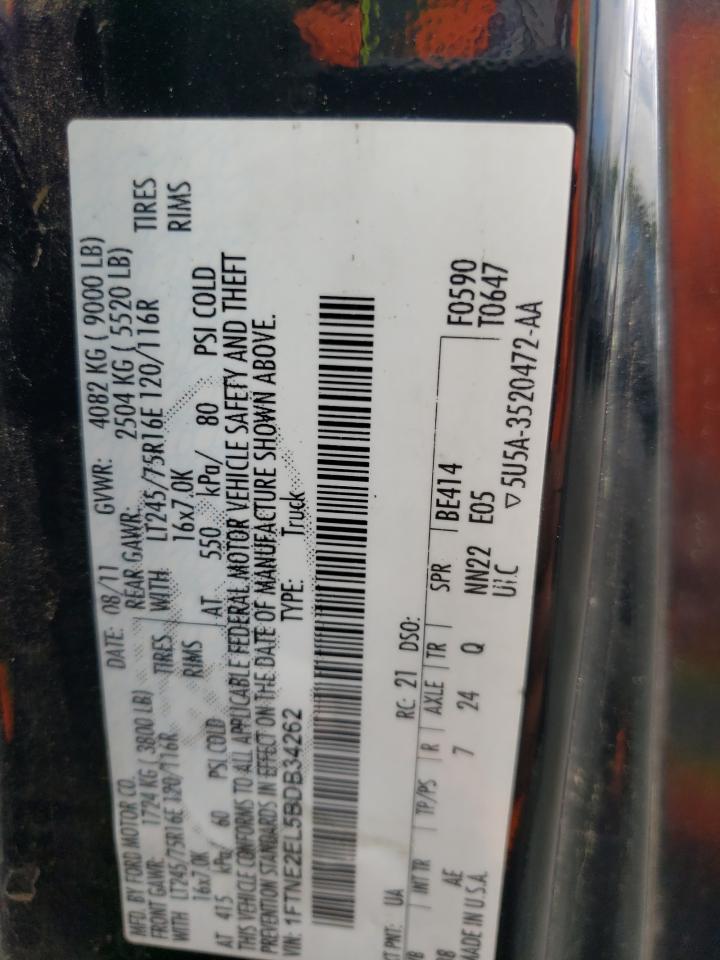 MFD. BY FORD MOTOR CO.
DATE: 08/11 GVWR: 4082 KG ( 9000 LB)
FRONT GAWR: 1724 KG ( 3800 LB) REAR GAWR: 2504 KG ( 5520 LB)
WITH LT245/75R16E 120/116R TIRES WITH LT245/75R16E 120/116R TIRES
16x7.0K RIMS 16x7.0K RIMS
AT 415 kPa/ 60 PSI COLD AT 550 kPa/ 80 PSI COLD
THIS VEHICLE CONFORMS TO ALL APPLICABLE FEDERAL MOTOR VEHICLE SAFETY AND THEFT
PREVENTION STANDARDS IN EFFECT ON THE DATE OF MANUFACTURE SHOWN ABOVE.
VIN: 1FTNE2EL5BDB34262 TYPE: Truck
PNT: UA RC: 21 DSO:
INT TR TP/PS R AXLE TR SPR BE414 F0590
AE 7 24 Q NN22 E05 T0647
MADE IN U.S.A. 5U5A-3520472-AA